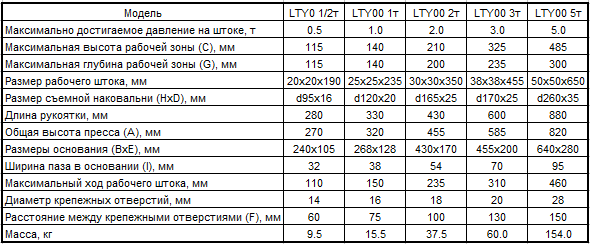 Модель LTY0 1/2т LTY00 1т LTY00 2т LTY00 3т LTY00 5т
Максимально достигаемое давление на штоке, т 0.5 1.0 2.0 3.0 5.0
Максимальная высота рабочей зоны (C), мм 115 140 210 325 485
Максимальная глубина рабочей зоны (G), мм 115 140 200 235 300
Размер рабочего штока, мм 20x20x190 25x25x235 30x30x350 38x38x455 50x50x650
Размер съемной наковальни (HxD), мм d95x16 d120x20 d165x25 d170x25 d260x35
Длина рукоятки, мм 280 330 430 600 880
Общая высота пресса (A), мм 270 320 455 585 820
Размеры основания (BxE), мм 240x105 268x128 430x170 455x200 640x280
Ширина паза в основании (I), мм 32 38 54 70 95
Максимальный ход рабочего штока, мм 110 150 235 310 460
Диаметр крепежных отверстий, мм 14 16 18 20 28
Расстояние между крепежными отверстиями (F), мм 60 75 100 130 150
Масса, кг 9.5 15.5 37.5 60.0 154.0